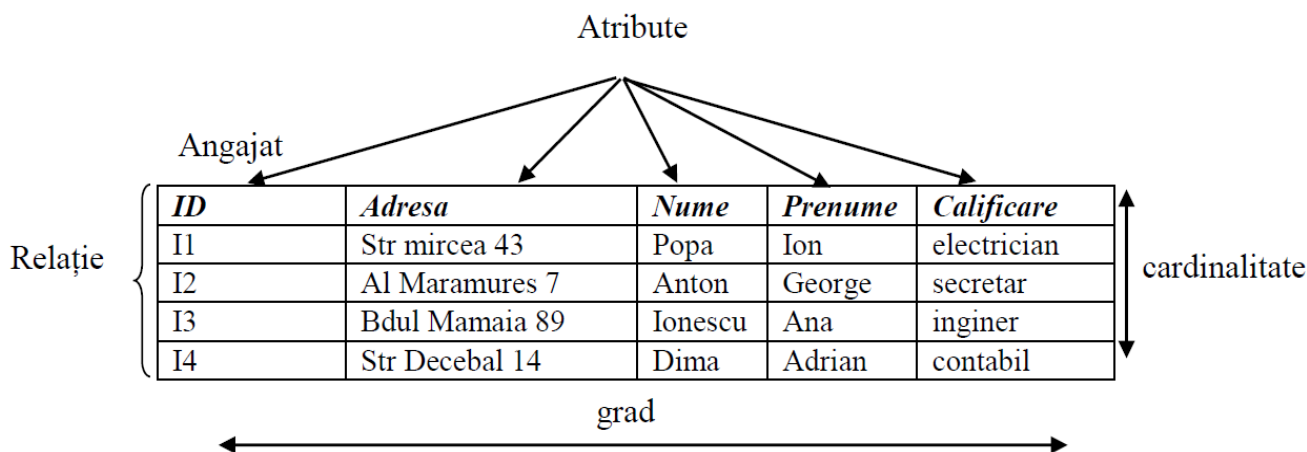 Atribute
Angajat
ID Adresa Nume Prenume Calificare
I1 Str mircea 43 Popa Ion electrician
Relație
I2 Al Maramures 7 Anton George secretar
cardinalitate
I3 Bdul Mamaia 89 Ionescu Ana inginer
I4 Str Decebal 14 Dima Adrian contabil
grad